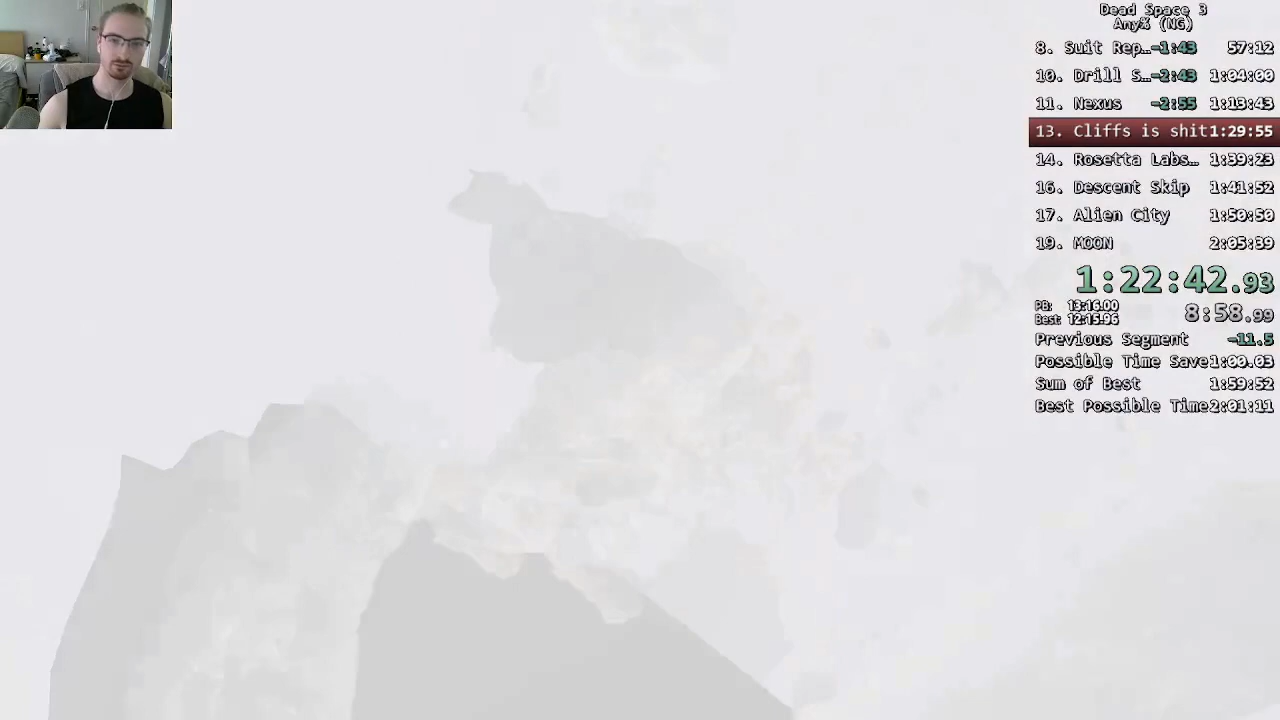 Dead Space 3
Any% (NG)
8. Suit Rep… -1:43 57:12
10. Drill S… -2:43 1:04:00
11. Nexus -2:55 1:13:43
13. Cliffs is shit 1:29:55
14. Rosetta Labs… 1:39:23
16. Descent Skip 1:41:52
17. Alien City 1:50:50
19. MOON 2:05:39
1:22:42.93
PB: 13:16.00 8:58.99
Best: 12:15.96
Previous Segment -11.5
Possible Time Save 1:00.03
Sum of Best 1:59:52
Best Possible Time 2:01:11